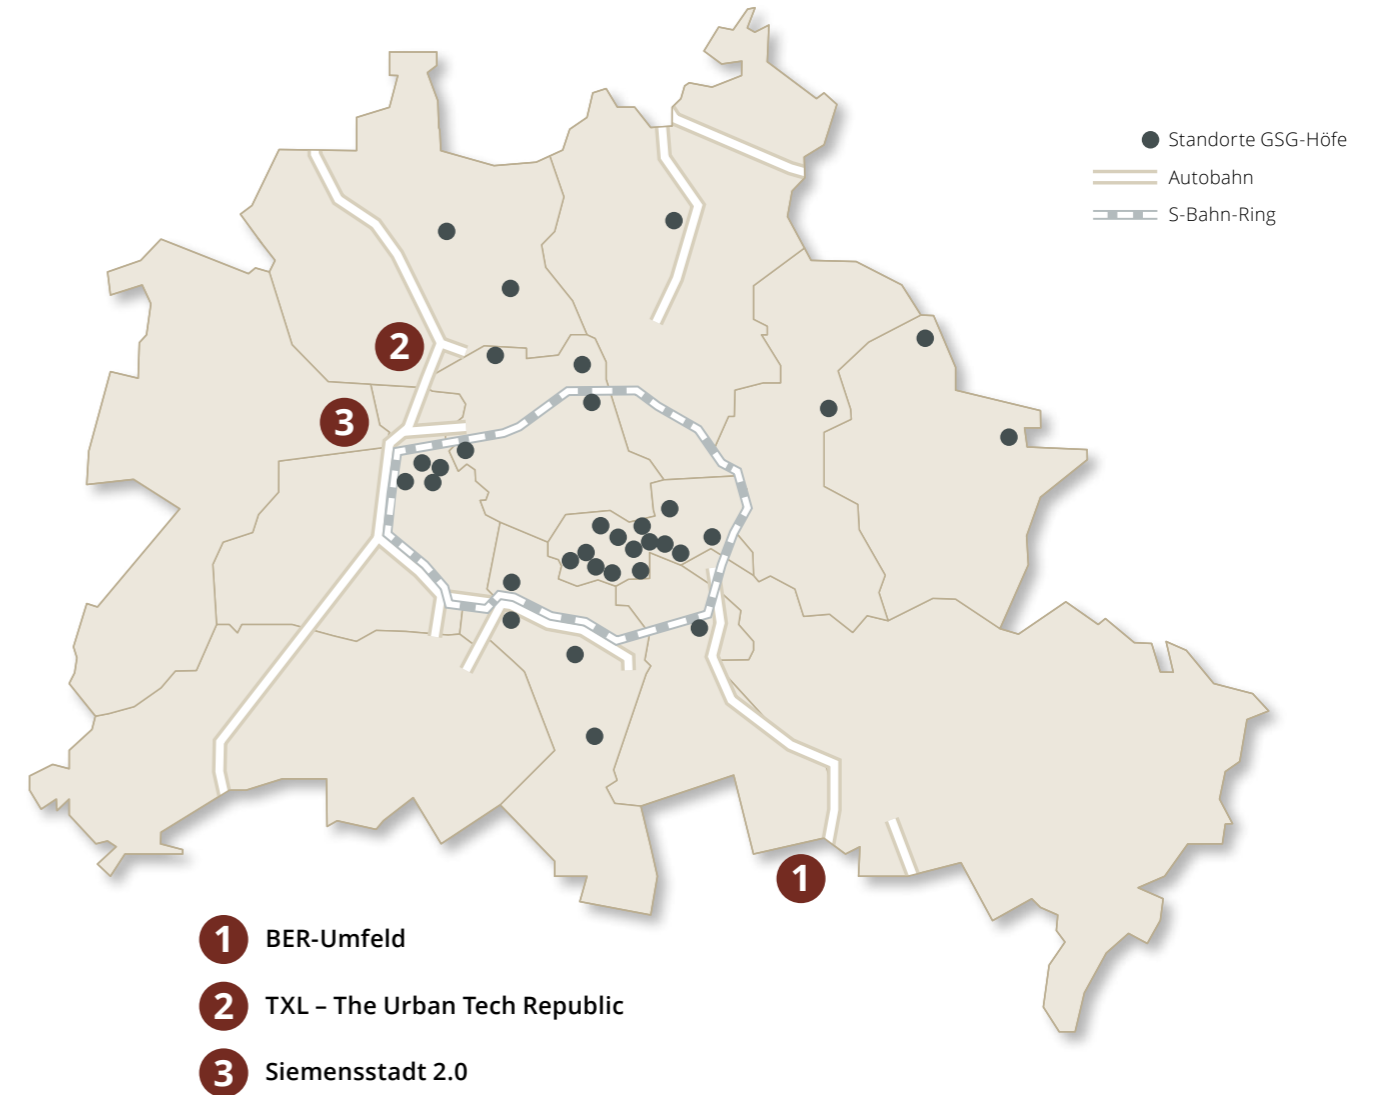 Standorte GSG-Höfe
Autobahn
S-Bahn-Ring
2
3
1
1 BER-Umfeld
2 TXL – The Urban Tech Republic
3 Siemensstadt 2.0